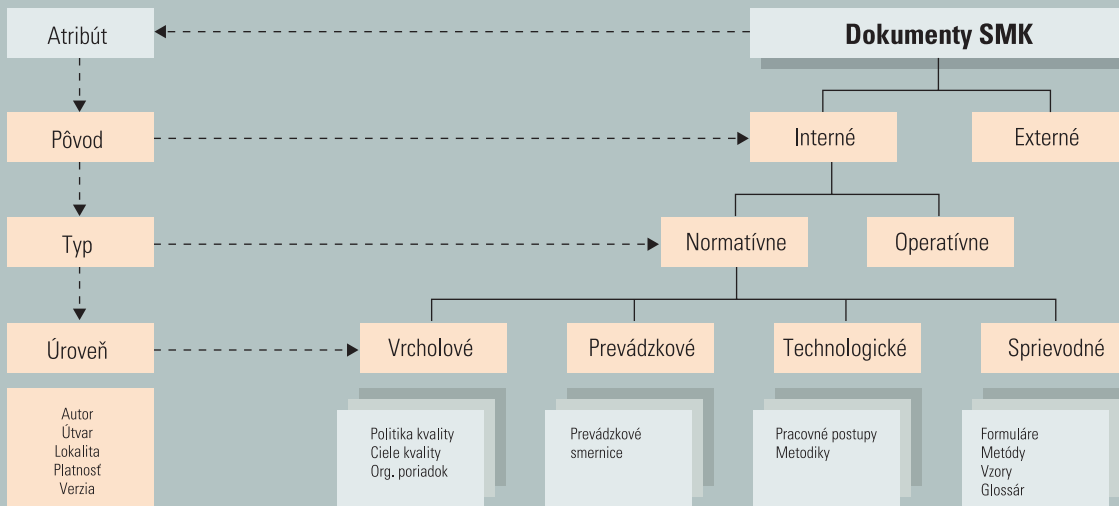 Atribút
Dokumenty SMK
Pôvod
Interné
Externé
Typ
Normatívne
Operatívne
Úroveň
Vrcholové
Prevádzkové
Technologické
Sprievodné
Autor
Útvar
Lokalita
Platnosť
Verzia
Politika kvality
Ciele kvality
Org. poriadok
Prevádzkové
smernice
Pracovné postupy
Metodiky
Formuláre
Metódy
Vzory
Glossár